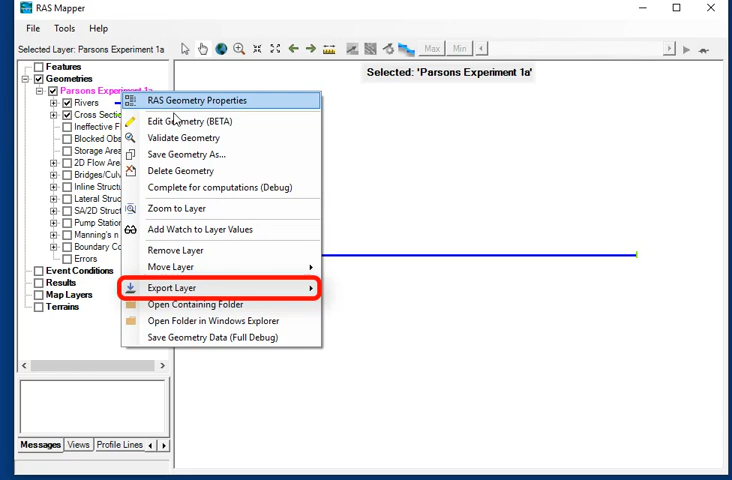 RAS Mapper
File Tools Help
Selected Layer: Parsons Experiment 1a
Max Min
Selected: 'Parsons Experiment 1a'
Features
Geometries
Parsons Experiment 1a
Rivers
Cross Sectio
Ineffective F
Blocked Obs
Storage Area
2D Flow Area
Bridges/Culv
Inline Struct
Lateral Struc
SA/2D Struct
Pump Station
Manning's n
Boundary Co
Errors
Event Conditions
Results
Map Layers
Terrains
RAS Geometry Properties
Edit Geometry (BETA)
Validate Geometry
Save Geometry As...
Delete Geometry
Complete for computations (Debug)
Zoom to Layer
Add Watch to Layer Values
Remove Layer
Move Layer
Export Layer
Open Containing Folder
Open Folder in Windows Explorer
Save Geometry Data (Full Debug)
Messages Views Profile Lines